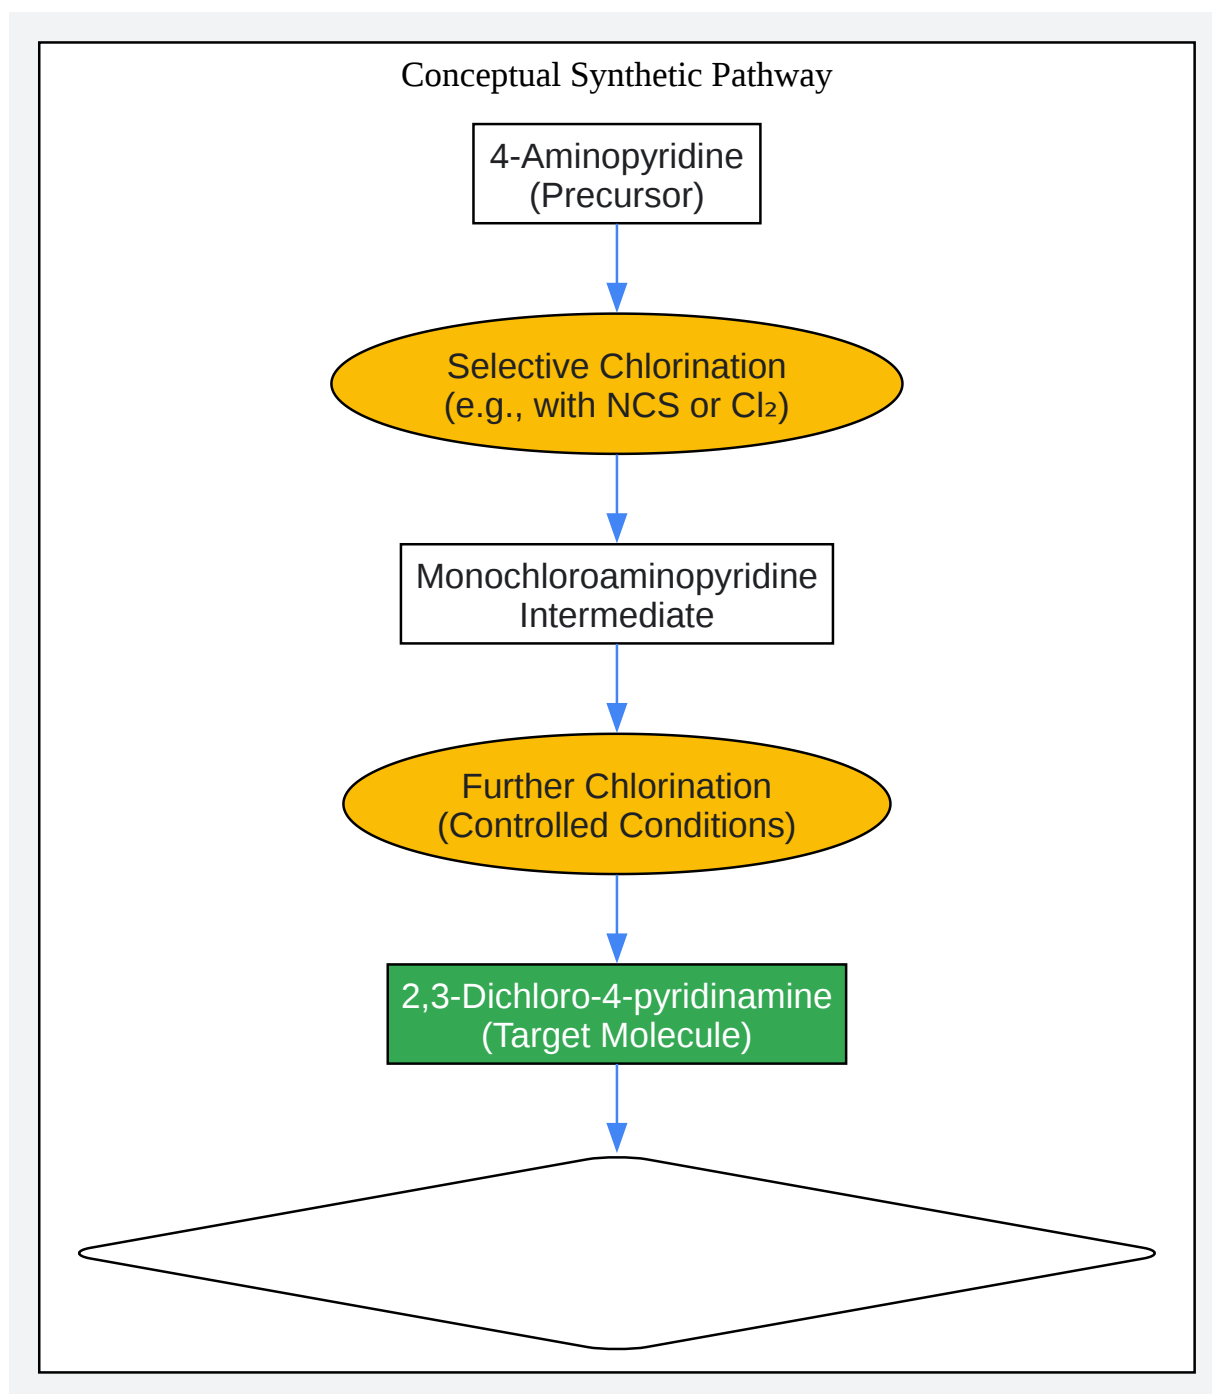 Conceptual Synthetic Pathway
4-Aminopyridine
(Precursor)
Selective Chlorination
(e.g., with NCS or Cl₂)
Monochloroaminopyridine
Intermediate
Further Chlorination
(Controlled Conditions)
2,3-Dichloro-4-pyridinamine
(Target Molecule)